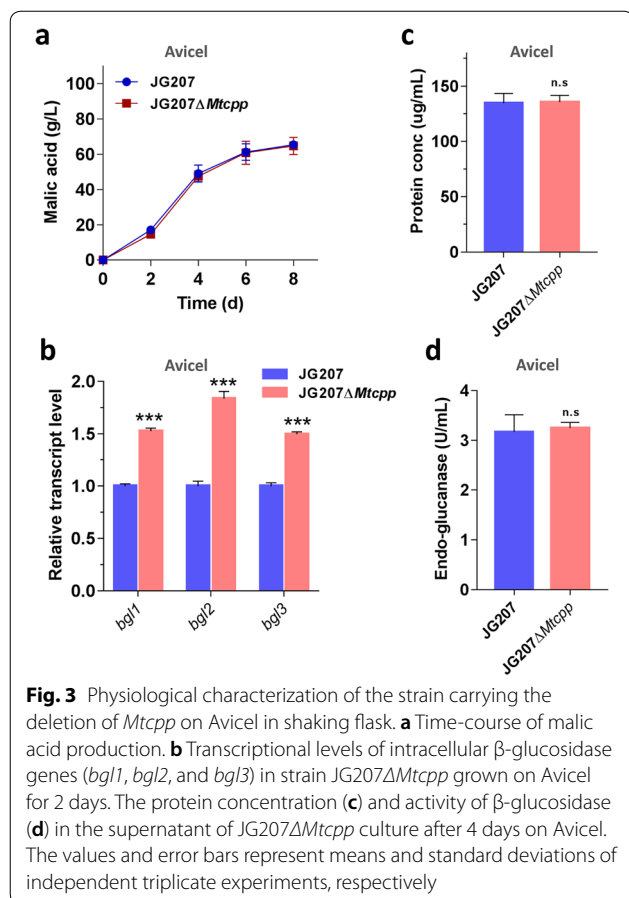 a
Avicel
JG207
JG207ΔMtcpp
Malic acid (g/L)
100
80
60
40
20
0
0 2 4 6 8
Time (d)
b
Avicel
JG207
JG207ΔMtcpp
Relative transcript level
2.0
1.5
1.0
0.5
0.0
*** *** ***
bgl1 bgl2 bgl3
c
Avicel
Protein conc (ug/mL)
150
100
50
0
n.s
JG207
JG207ΔMtcpp
d
Avicel
Endo-glucanase (U/mL)
4
3
2
1
0
n.s
JG207
JG207ΔMtcpp
Fig. 3 Physiological characterization of the strain carrying the
deletion of Mtcpp on Avicel in shaking flask. a Time-course of malic
acid production. b Transcriptional levels of intracellular β-glucosidase
genes (bgl1, bgl2, and bgl3) in strain JG207ΔMtcpp grown on Avicel
for 2 days. The protein concentration (c) and activity of β-glucosidase
(d) in the supernatant of JG207ΔMtcpp culture after 4 days on Avicel.
The values and error bars represent means and standard deviations of
independent triplicate experiments, respectively